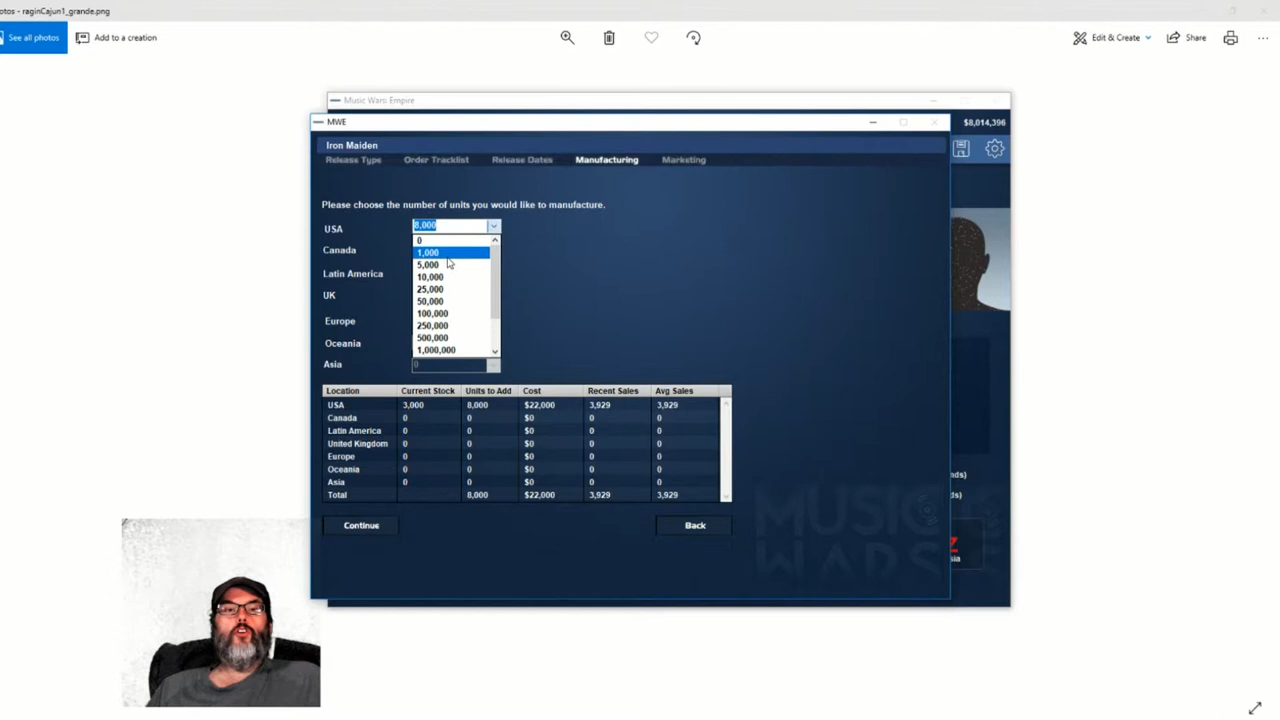 otos - raginCajun1_grande.png
See all photos
Add to a creation
Edit & Create
Share
Music Wars: Empire
MWE
$8,014,396
Iron Maiden
Release Type Order Tracklist Release Dates Manufacturing Marketing
Please choose the number of units you would like to manufacture.
USA 8,000
0
Canada 1,000
5,000
Latin America 10,000
25,000
UK 50,000
100,000
Europe 250,000
500,000
Oceania 1,000,000
Asia 0
Location Current Stock Units to Add Cost Recent Sales Avg Sales
USA 3,000 8,000 $22,000 3,929 3,929
Canada 0 0 $0 0 0
Latin America 0 0 $0 0 0
United Kingdom 0 0 $0 0 0
Europe 0 0 $0 0 0
Oceania 0 0 $0 0 0
Asia 0 0 $0 0 0
Total 8,000 $22,000 3,929 3,929
nds)
s)
Continue Back
MUSIC
WARS
z
sia